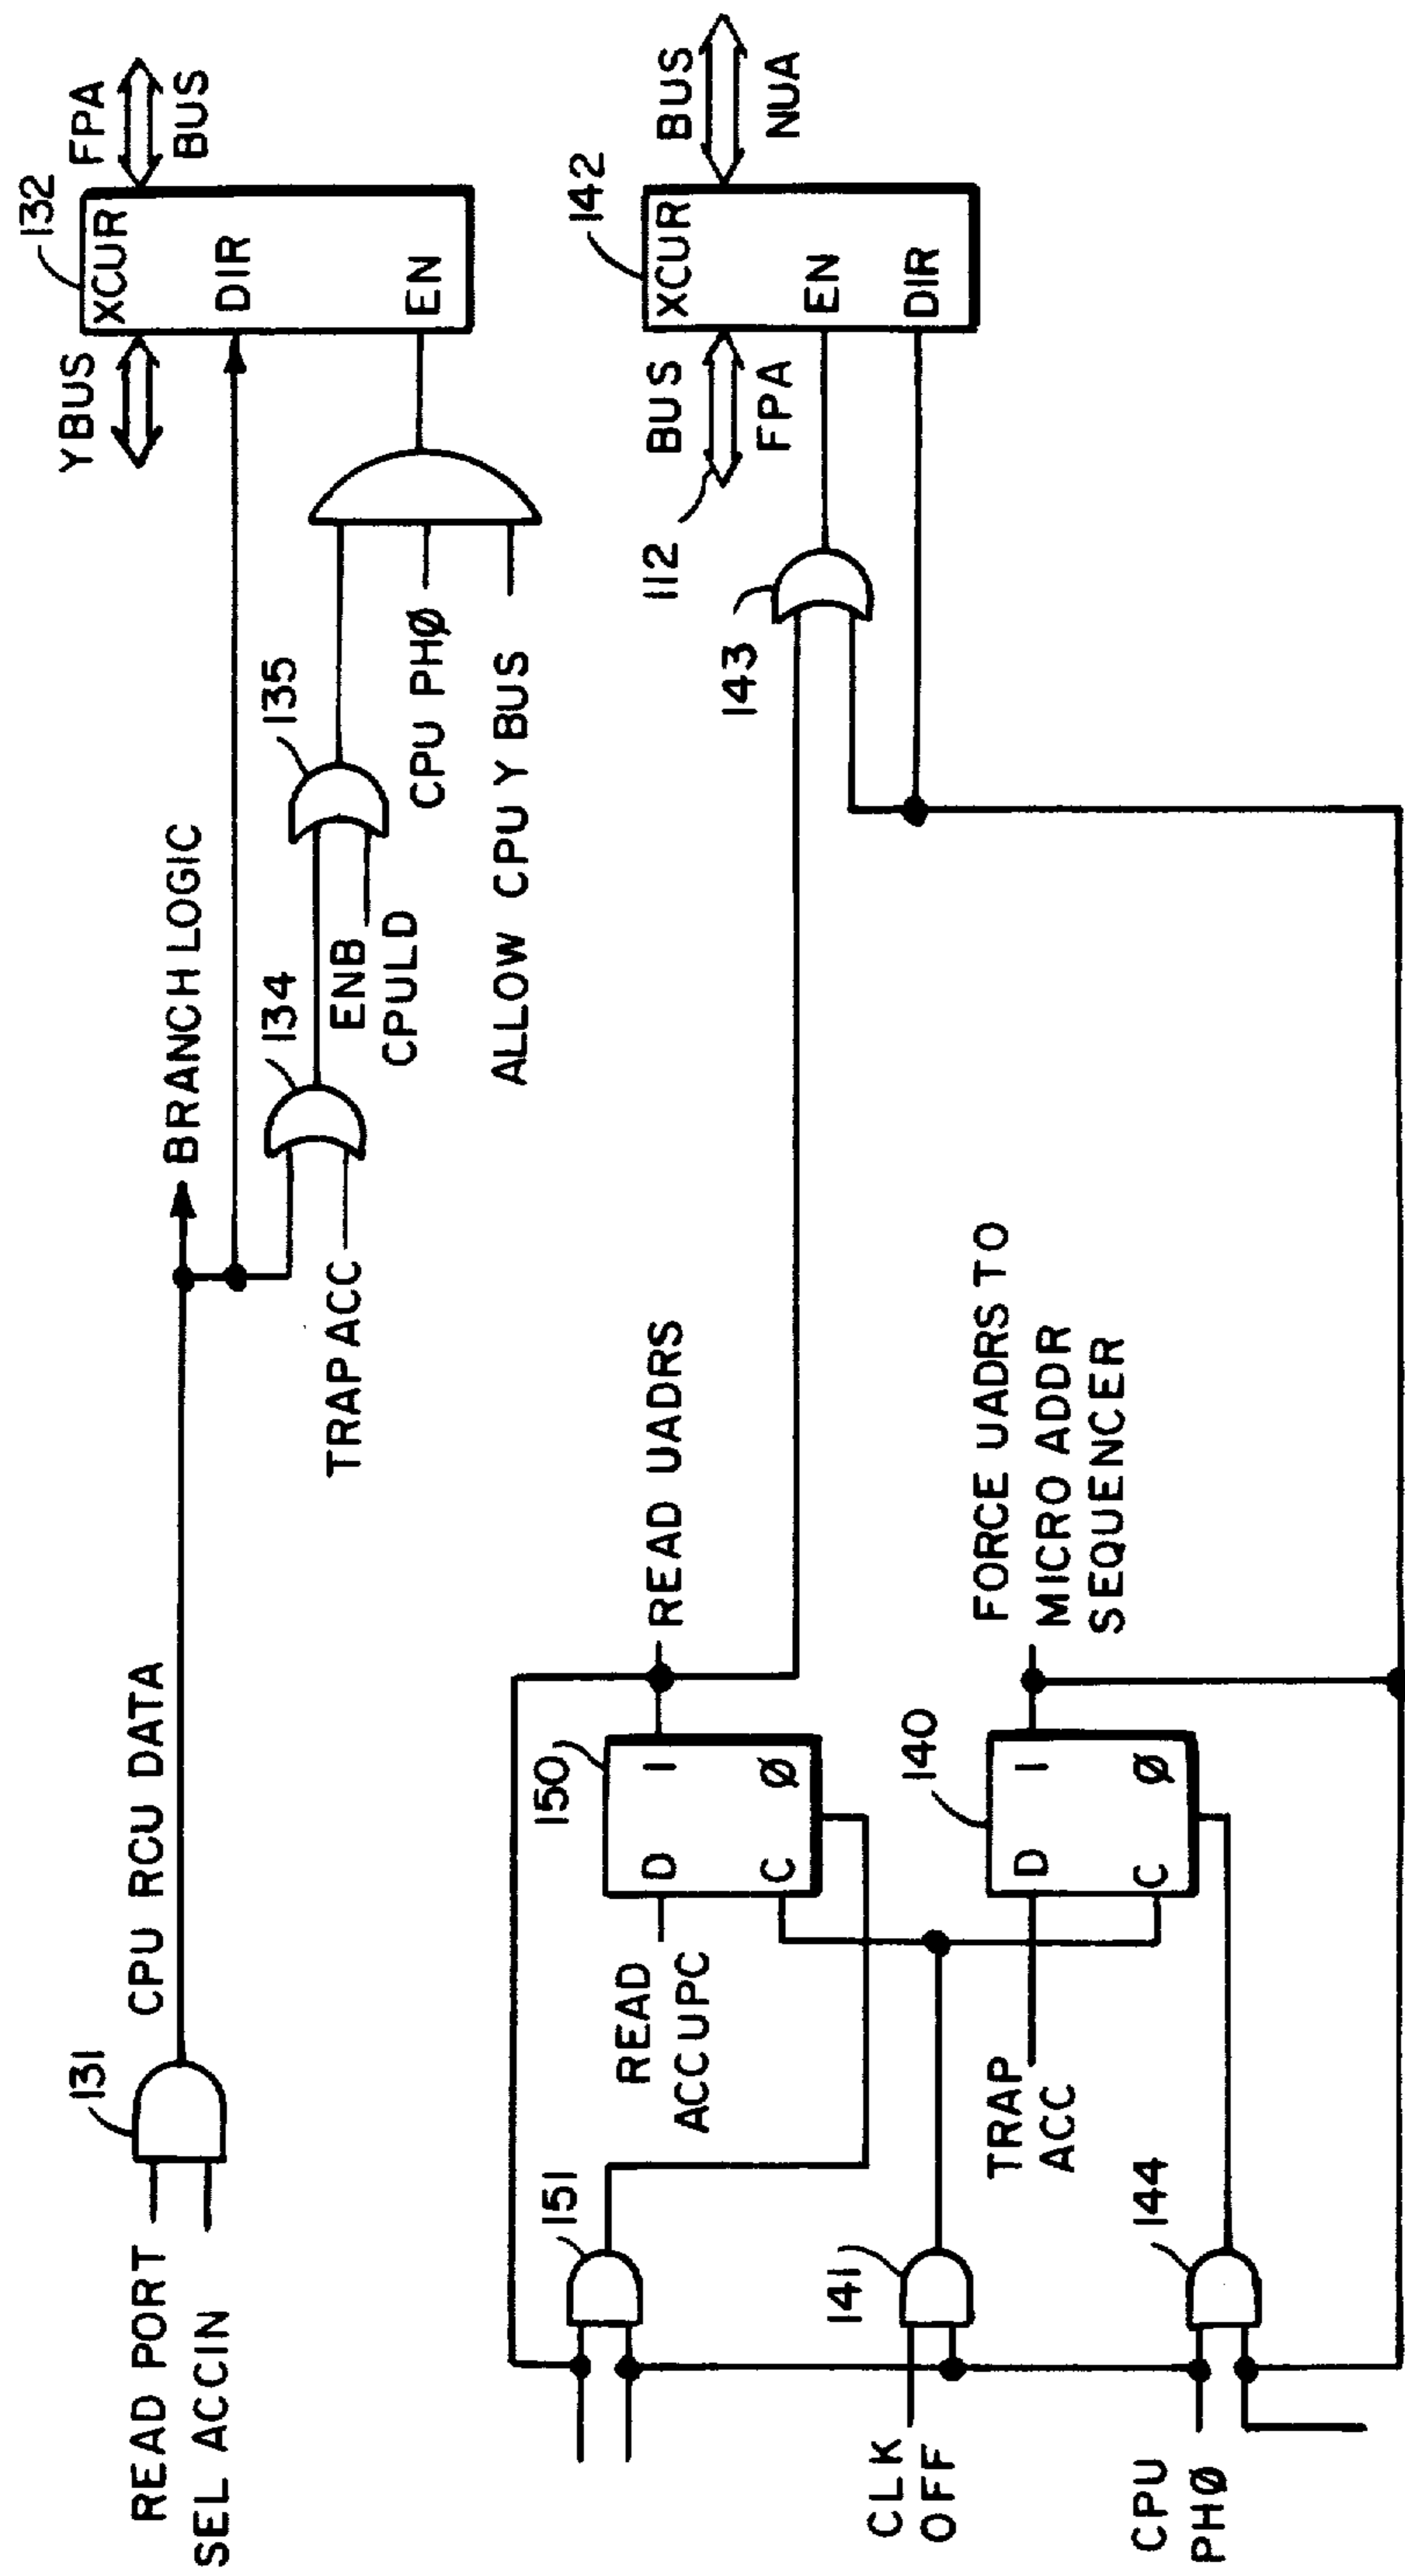 READ PORT
SEL ACCIN
131
CPU RCU DATA
BRANCH LOGIC
TRAP ACC
134
ENB
CPULD
135
CPU PHØ
ALLOW CPU Y BUS
YBUS
132
XCUR
DIR
EN
FPA
BUS
151
READ
ACCUPC
150
D
1
C
Ø
READ UADRS
CLK
OFF
141
TRAP
ACC
140
D
1
C
Ø
FORCE UADRS TO
MICRO ADDR
SEQUENCER
CPU
PHØ
144
143
112
BUS
FPA
142
XCUR
EN
DIR
BUS
NUA